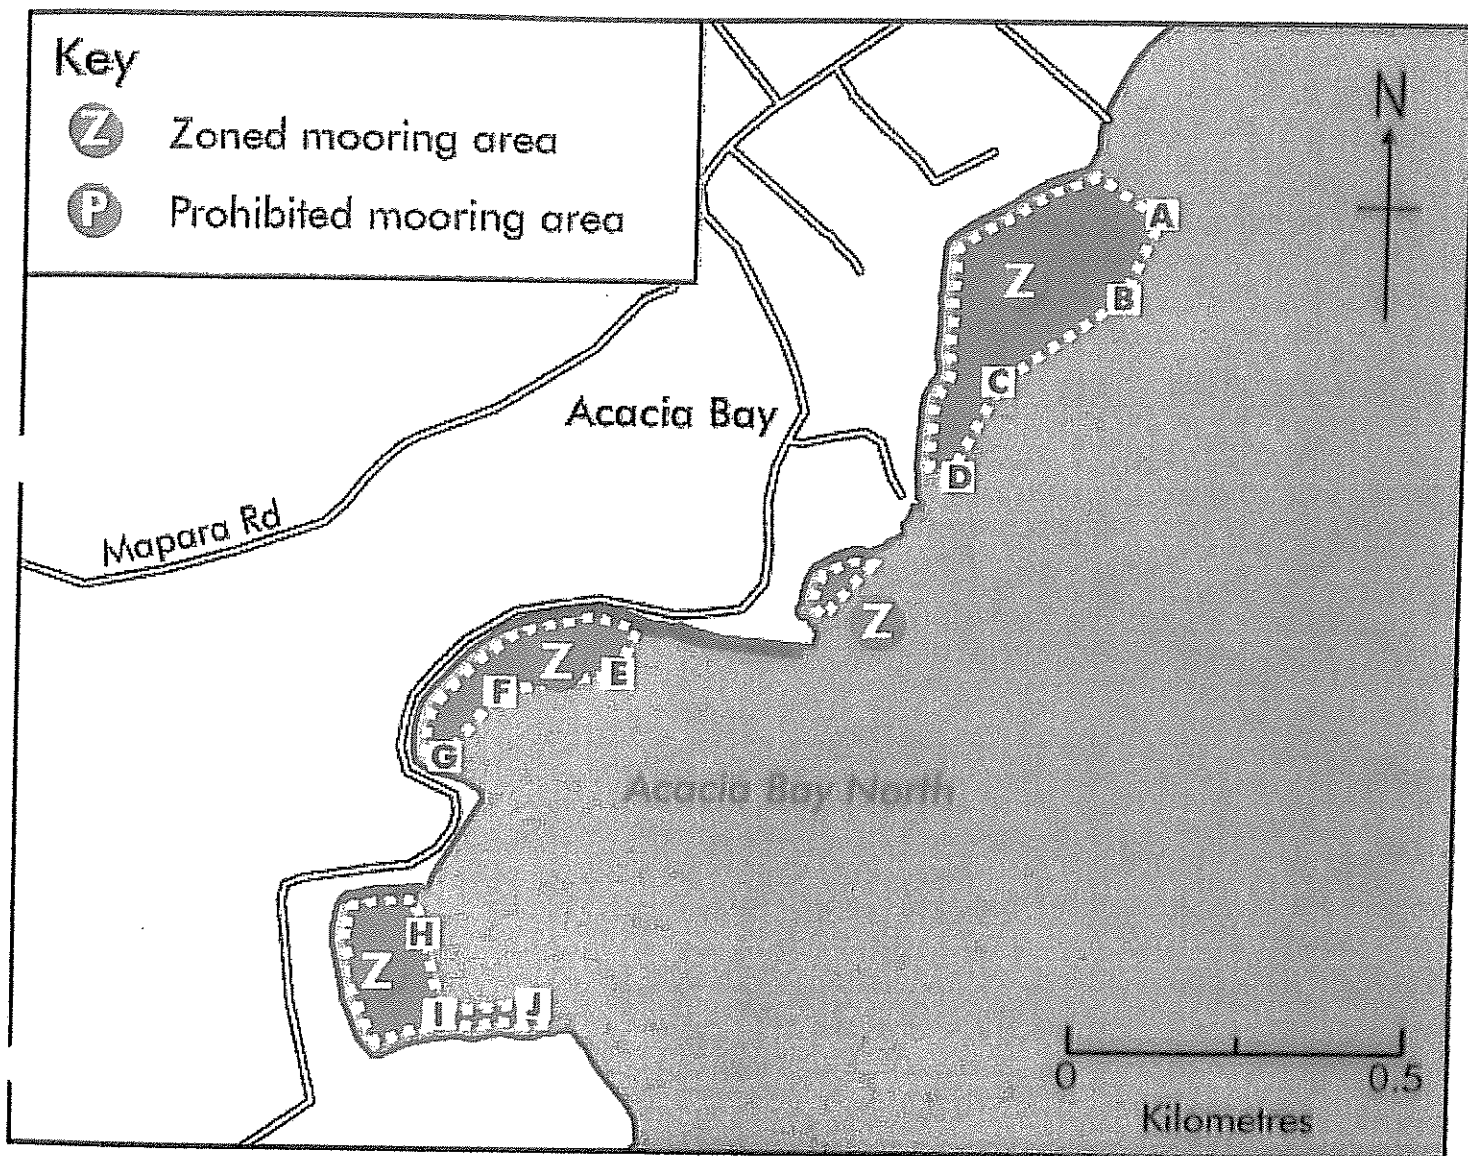 Key
Z Zoned mooring area
P Prohibited mooring area
N
A
Z
B
C
Acacia Bay
D
Mapara Rd
Z
Z
E
F
G
Acacia Bay North
H
Z
I
J
0 0.5
Kilometres